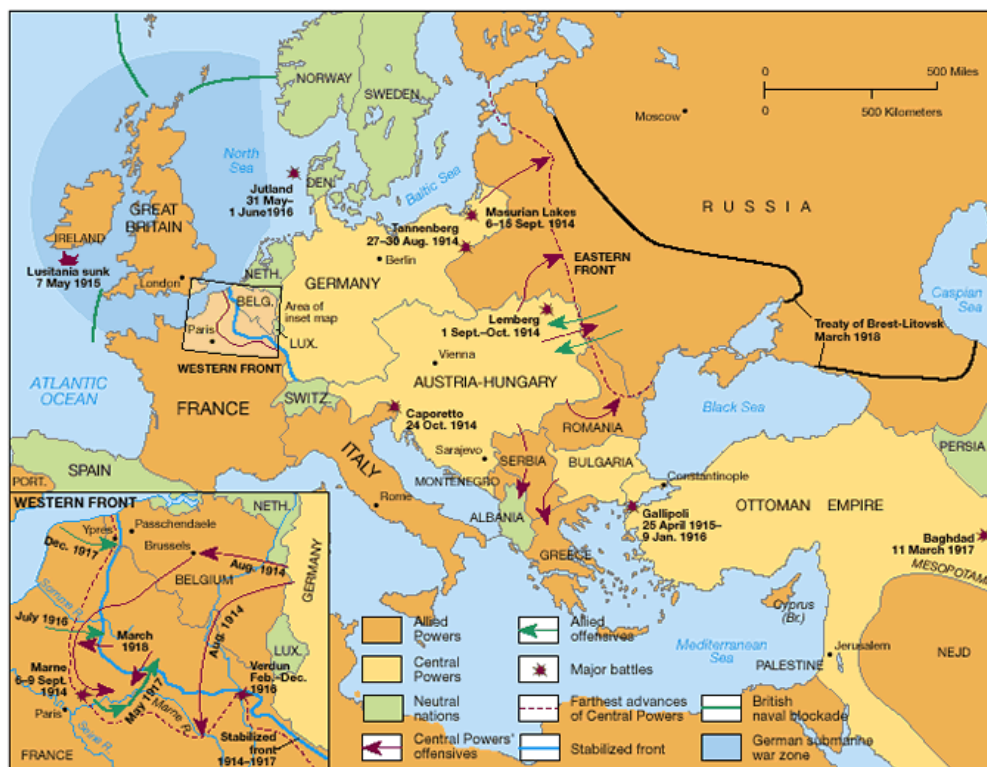 NORWAY
SWEDEN
0 500 Miles
0 500 Kilometers
Moscow
North
Sea
Jutland
31 May–
1 June1916
DEN.
Baltic Sea
Masurian Lakes
6–15 Sept. 1914
Tannenberg
27–30 Aug. 1914
RUSSIA
GREAT
BRITAIN
IRELAND
Lusitania sunk
7 May 1915
London
NETH.
Berlin
GERMANY
EASTERN
FRONT
BELG.
Area of
inset map
LUX.
Paris
WESTERN FRONT
Lemberg
1 Sept.–Oct. 1914
Treaty of Brest-Litovsk
March 1918
Caspian
Sea
ATLANTIC
OCEAN
FRANCE
Vienna
AUSTRIA-HUNGARY
SWITZ.
Caporetto
24 Oct. 1914
ROMANIA
Black Sea
ITALY
Sarajevo
SERBIA
BULGARIA
MONTENEGRO
Constantinople
PERSIA
SPAIN
PORT.
Rome
ALBANIA
GREECE
Gallipoli
25 April 1915–
9 Jan. 1916
OTTOMAN EMPIRE
Baghdad
11 March 1917
MESOPOTAM
Cyprus
(Br.)
Mediterranean
Sea
PALESTINE
Jerusalem
NEJD
WESTERN FRONT
NETH.
Ypres
Passchendaele
Dec. 1917
Brussels
Aug. 1914
BELGIUM
GERMANY
Somme R.
July 1916
March
1918
Aug. 1914
LUX.
Marne
6–9 Sept.
1914
Verdun
Feb.–Dec.
1916
May 1917
Marne R.
Paris
Seine R.
Stabilized
front
1914–1917
FRANCE
Allied
Powers
Central
Powers
Neutral
nations
Central Powers'
offensives
Allied
offensives
Major battles
Farthest advances
of Central Powers
Stabilized front
British
naval blockade
German submarine
war zone